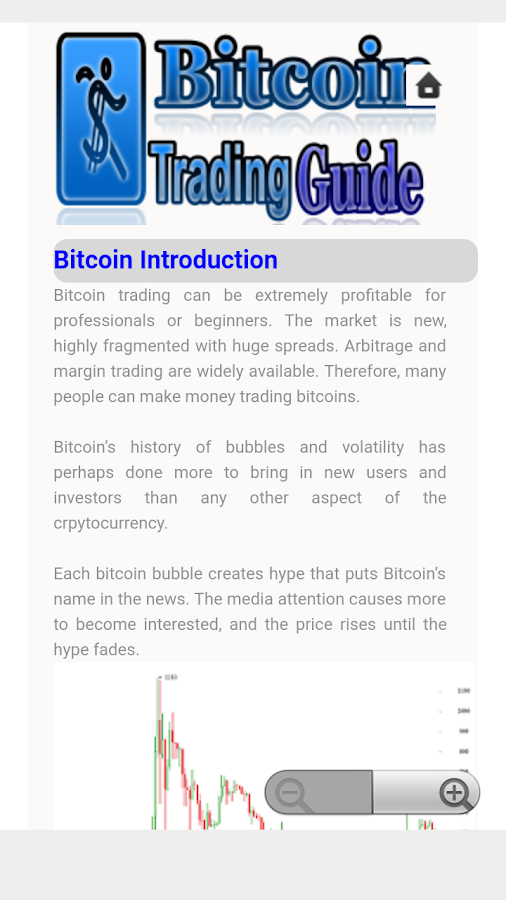 Bitcoin
Trading Guide
Bitcoin Introduction
Bitcoin trading can be extremely profitable for
professionals or beginners. The market is new,
highly fragmented with huge spreads. Arbitrage and
margin trading are widely available. Therefore, many
people can make money trading bitcoins.
Bitcoin's history of bubbles and volatility has
perhaps done more to bring in new users and
investors than any other aspect of the
crpytocurrency.
Each bitcoin bubble creates hype that puts Bitcoin's
name in the news. The media attention causes more
to become interested, and the price rises until the
hype fades.
1100
1000
900
800